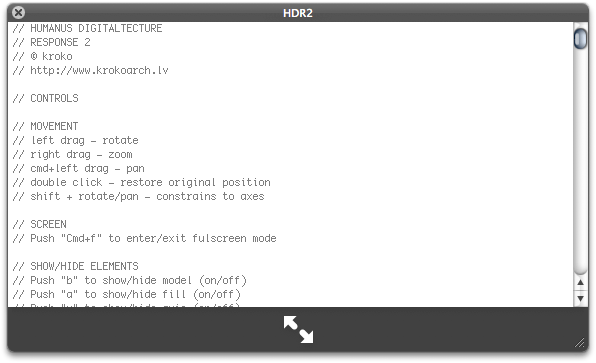 HDR2
// HUMANUS DIGITALTECTURE
// RESPONSE 2
// © kroko
// http://www.krokoarch.lv
// CONTROLS
// MOVEMENT
// left drag – rotate
// right drag – zoom
// cmd+left drag – pan
// double click – restore original position
// shift + rotate/pan – constrains to axes
// SCREEN
// Push "Cmd+f" to enter/exit fulscreen mode
// SHOW/HIDE ELEMENTS
// Push "b" to show/hide model (on/off)
// Push "a" to show/hide fill (on/off)